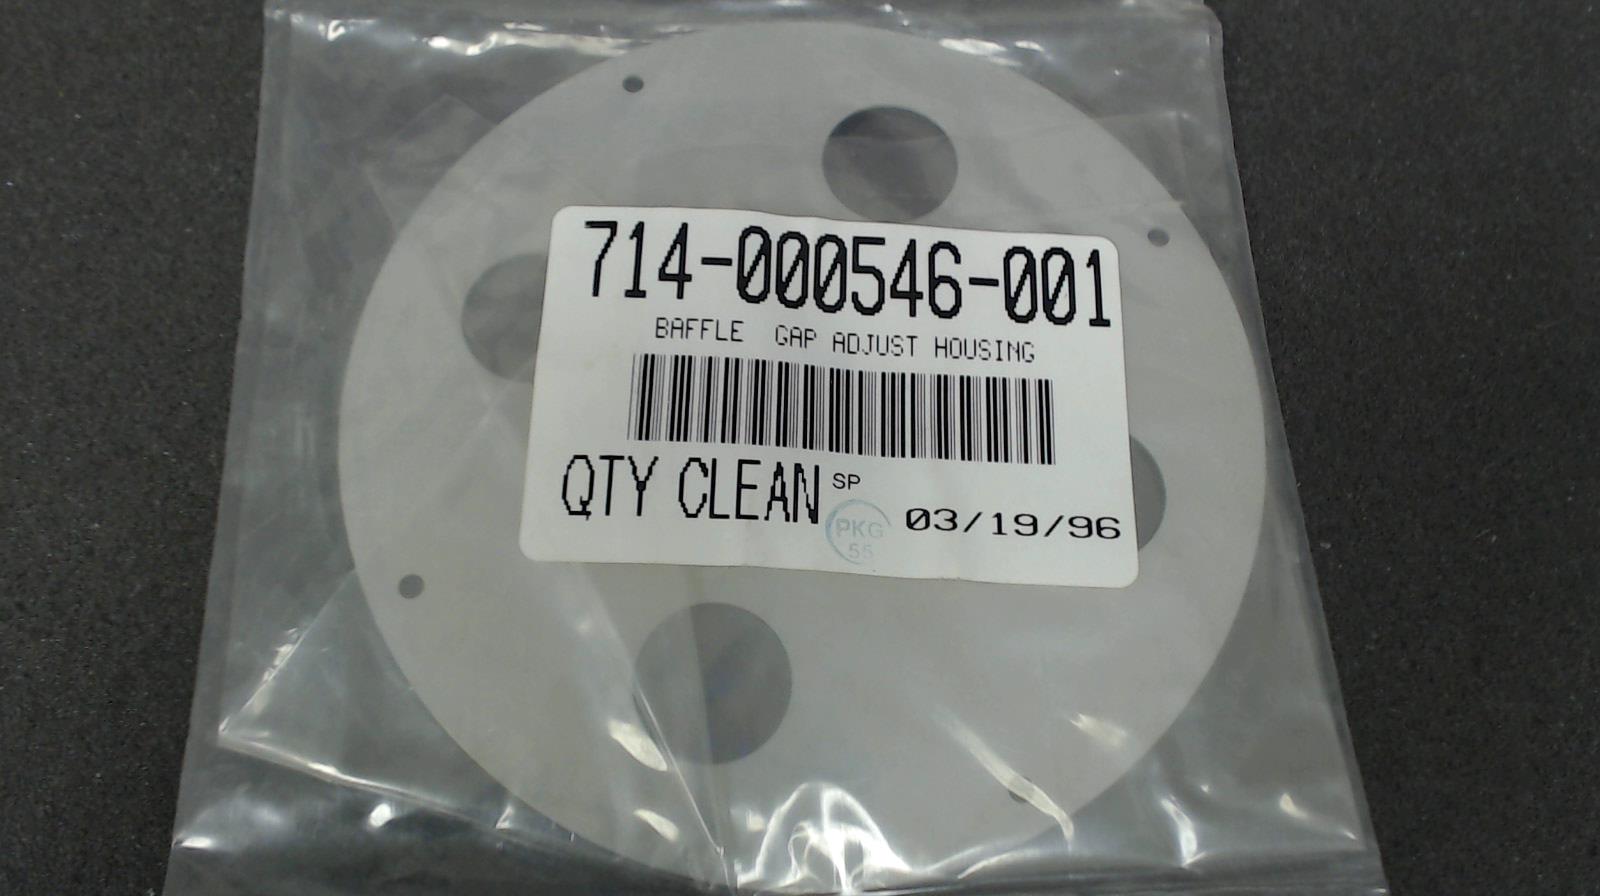 714-000546-001
BAFFLE GAP ADJUST HOUSING
QTY CLEAN SP
PKG
55
03/19/96